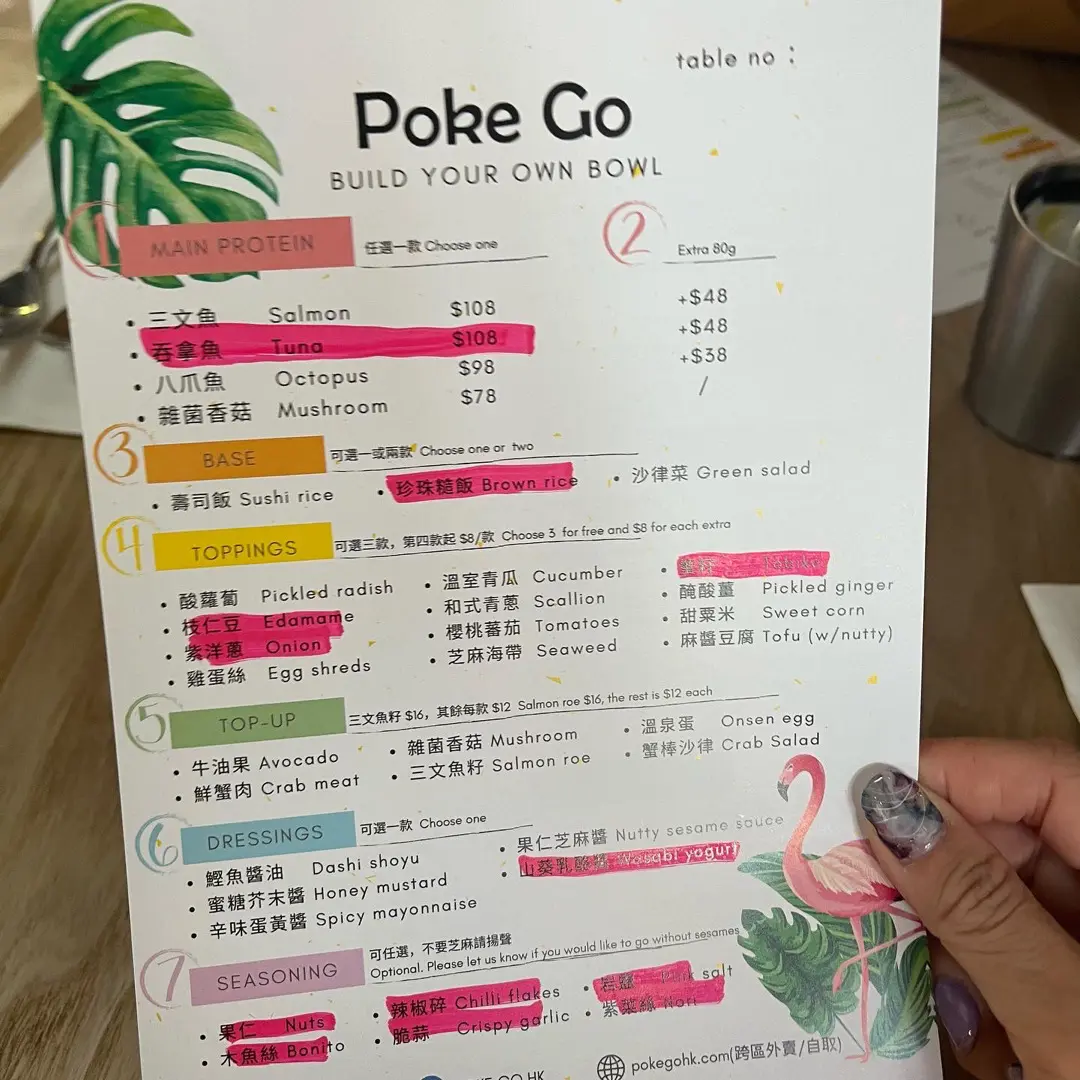 table no :
Poke Go
BUILD YOUR OWN BOWL
1 MAIN PROTEIN 任選一款 Choose one
2 Extra 80g
三文魚 Salmon $108 +$48
吞拿魚 Tuna $108 +$48
八爪魚 Octopus $98 +$38
雜菌香菇 Mushroom $78 /
3 BASE 可選一或兩款 Choose one or two
壽司飯 Sushi rice
珍珠糙飯 Brown rice
沙律菜 Green salad
4 TOPPINGS 可選三款，第四款起 $8/款 Choose 3 for free and $8 for each extra
酸蘿蔔 Pickled radish
枝仁豆 Edamame
紫洋蔥 Onion
雞蛋絲 Egg shreds
溫室青瓜 Cucumber
和式青蔥 Scallion
櫻桃蕃茄 Tomatoes
芝麻海帶 Seaweed
Tobiko
醃酸薑 Pickled ginger
甜粟米 Sweet corn
麻醬豆腐 Tofu (w/nutty)
5 TOP-UP 三文魚籽 $16，其餘每款 $12 Salmon roe $16, the rest is $12 each
牛油果 Avocado
鮮蟹肉 Crab meat
雜菌香菇 Mushroom
三文魚籽 Salmon roe
溫泉蛋 Onsen egg
蟹棒沙律 Crab Salad
6 DRESSINGS 可選一款 Choose one
鰹魚醬油 Dashi shoyu
蜜糖芥末醬 Honey mustard
辛味蛋黃醬 Spicy mayonnaise
果仁芝麻醬 Nutty sesame sauce
山葵乳酪醬 Wasabi yogurt
7 SEASONING 可任選，不要芝麻請揚聲
Optional. Please let us know if you would like to go without sesames
果仁 Nuts
木魚絲 Bonito
辣椒碎 Chilli flakes
脆蒜 Crispy garlic
岩鹽 Pink salt
紫菜絲 Nori
GO HK
pokegohk.com(跨區外賣/自取)